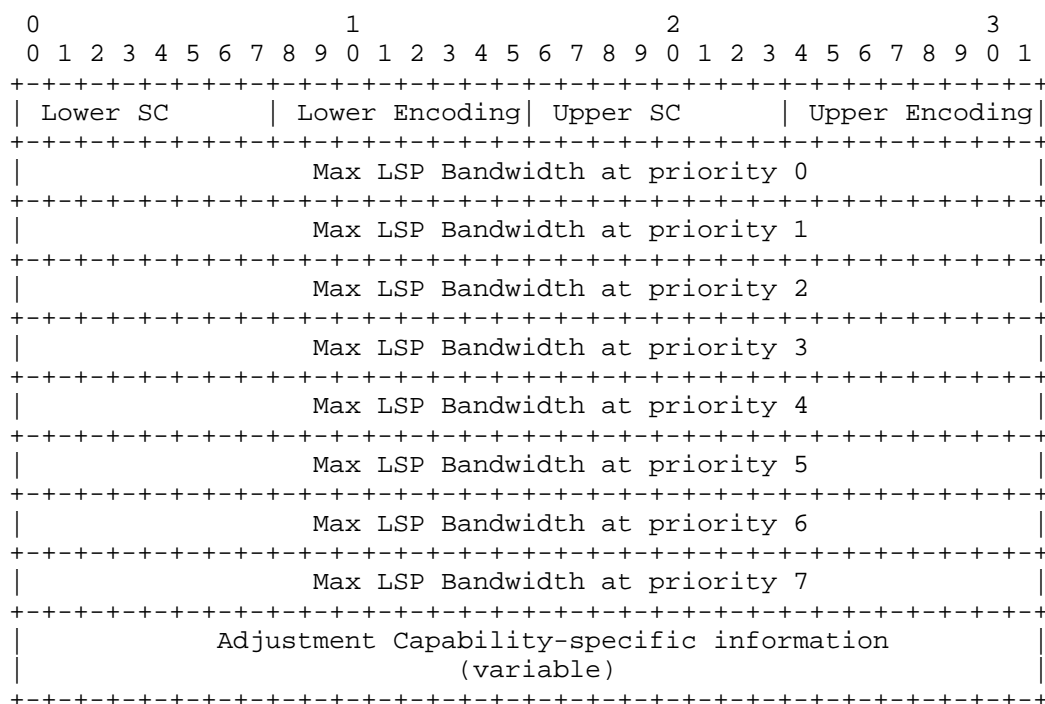 0                   1                   2                   3
 0 1 2 3 4 5 6 7 8 9 0 1 2 3 4 5 6 7 8 9 0 1 2 3 4 5 6 7 8 9 0 1
+-+-+-+-+-+-+-+-+-+-+-+-+-+-+-+-+-+-+-+-+-+-+-+-+-+-+-+-+-+-+-+-+
| Lower SC      | Lower Encoding| Upper SC      | Upper Encoding|
+-+-+-+-+-+-+-+-+-+-+-+-+-+-+-+-+-+-+-+-+-+-+-+-+-+-+-+-+-+-+-+-+
|                  Max LSP Bandwidth at priority 0              |
+-+-+-+-+-+-+-+-+-+-+-+-+-+-+-+-+-+-+-+-+-+-+-+-+-+-+-+-+-+-+-+-+
|                  Max LSP Bandwidth at priority 1              |
+-+-+-+-+-+-+-+-+-+-+-+-+-+-+-+-+-+-+-+-+-+-+-+-+-+-+-+-+-+-+-+-+
|                  Max LSP Bandwidth at priority 2              |
+-+-+-+-+-+-+-+-+-+-+-+-+-+-+-+-+-+-+-+-+-+-+-+-+-+-+-+-+-+-+-+-+
|                  Max LSP Bandwidth at priority 3              |
+-+-+-+-+-+-+-+-+-+-+-+-+-+-+-+-+-+-+-+-+-+-+-+-+-+-+-+-+-+-+-+-+
|                  Max LSP Bandwidth at priority 4              |
+-+-+-+-+-+-+-+-+-+-+-+-+-+-+-+-+-+-+-+-+-+-+-+-+-+-+-+-+-+-+-+-+
|                  Max LSP Bandwidth at priority 5              |
+-+-+-+-+-+-+-+-+-+-+-+-+-+-+-+-+-+-+-+-+-+-+-+-+-+-+-+-+-+-+-+-+
|                  Max LSP Bandwidth at priority 6              |
+-+-+-+-+-+-+-+-+-+-+-+-+-+-+-+-+-+-+-+-+-+-+-+-+-+-+-+-+-+-+-+-+
|                  Max LSP Bandwidth at priority 7              |
+-+-+-+-+-+-+-+-+-+-+-+-+-+-+-+-+-+-+-+-+-+-+-+-+-+-+-+-+-+-+-+-+
|            Adjustment Capability-specific information         |
|                           (variable)                          |
+-+-+-+-+-+-+-+-+-+-+-+-+-+-+-+-+-+-+-+-+-+-+-+-+-+-+-+-+-+-+-+-+